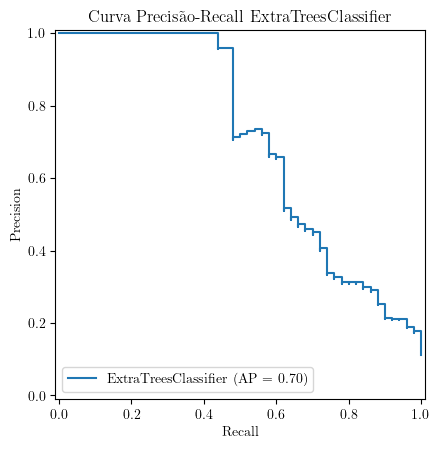 Curva Precisão-Recall ExtraTreesClassifier
1.0
0.8
0.6
0.4
0.2
0.0
Precision
ExtraTreesClassifier (AP = 0.70)
0.0 0.2 0.4 0.6 0.8 1.0
Recall